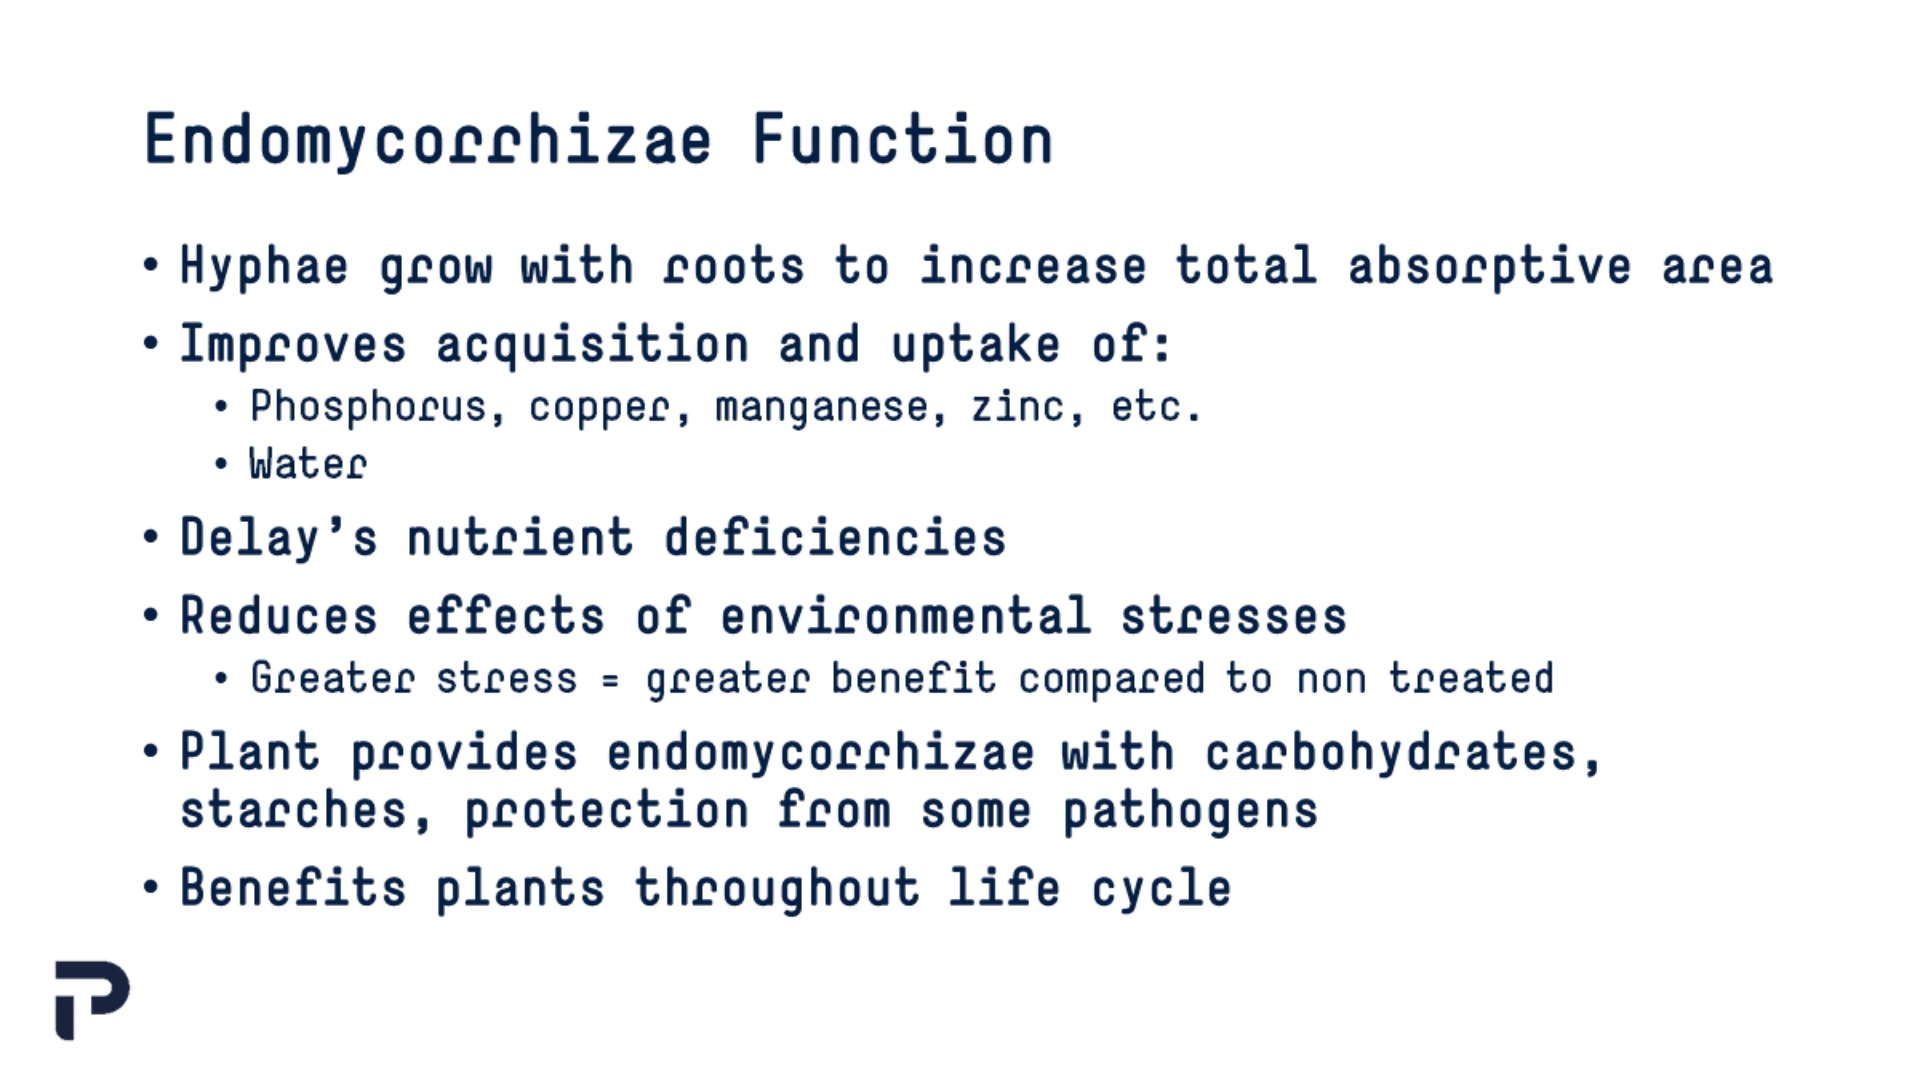 Endomycorrhizae Function
• Hyphae grow with roots to increase total absorptive area
• Improves acquisition and uptake of:
• Phosphorus, copper, manganese, zinc, etc.
• Water
• Delay’s nutrient deficiencies
• Reduces effects of environmental stresses
• Greater stress = greater benefit compared to non treated
• Plant provides endomycorrhizae with carbohydrates,
starches, protection from some pathogens
• Benefits plants throughout life cycle
P